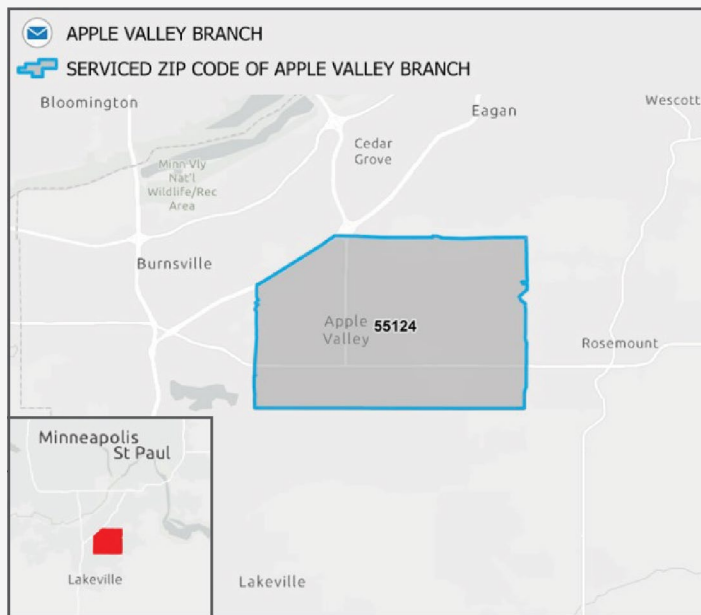 APPLE VALLEY BRANCH
SERVICED ZIP CODE OF APPLE VALLEY BRANCH
Bloomington
Eagan
Wescott
Cedar
Grove
Minn Vly
Nat'l
Wildlife/Rec
Area
Burnsville
Apple
Valley
55124
Rosemount
Minneapolis
St Paul
Lakeville
Lakeville